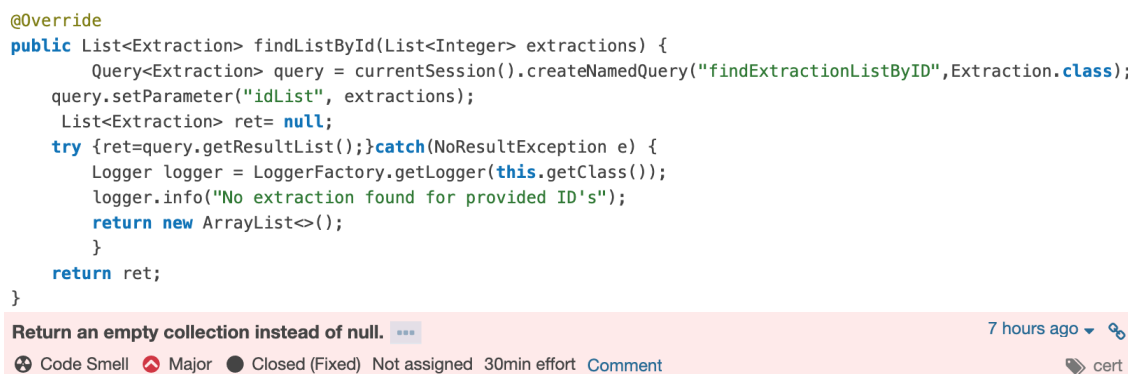 @Override
public List<Extraction> findListById(List<Integer> extractions) {
Query<Extraction> query = currentSession().createNamedQuery("findExtractionListByID",Extraction.class);
query.setParameter("idList", extractions);
List<Extraction> ret= null;
try {ret=query.getResultList();}catch(NoResultException e) {
Logger logger = LoggerFactory.getLogger(this.getClass());
logger.info("No extraction found for provided ID's");
return new ArrayList<>();
}
return ret;
}
Return an empty collection instead of null. 7 hours ago
Code Smell Major Closed (Fixed) Not assigned 30min effort Comment cert